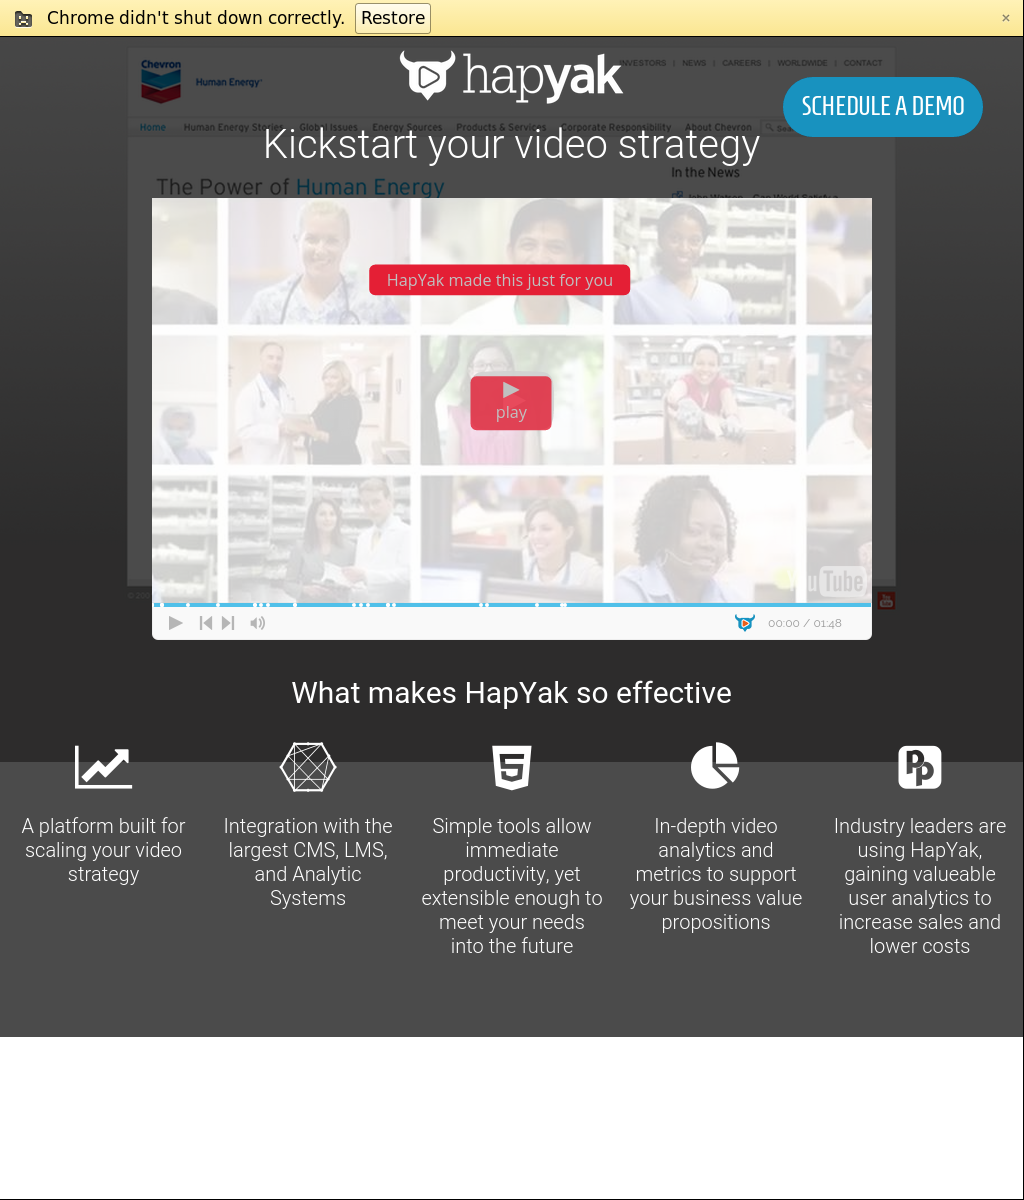 Chrome didn't shut down correctly. Restore
Chevron
Human Energy
INVESTORS | NEWS | CAREERS | WORLDWIDE | CONTACT
hapyak
SCHEDULE A DEMO
Home Human Energy Stories Global Issues Energy Sources Products & Services Corporate Responsibility About Chevron
Kickstart your video strategy
In the News
The Power of Human Energy
HapYak made this just for you
play
Tube
00:00 / 01:48
What makes HapYak so effective
A platform built for
scaling your video
strategy
Integration with the
largest CMS, LMS,
and Analytic
Systems
Simple tools allow
immediate
productivity, yet
extensible enough to
meet your needs
into the future
In-depth video
analytics and
metrics to support
your business value
propositions
Industry leaders are
using HapYak,
gaining valueable
user analytics to
increase sales and
lower costs